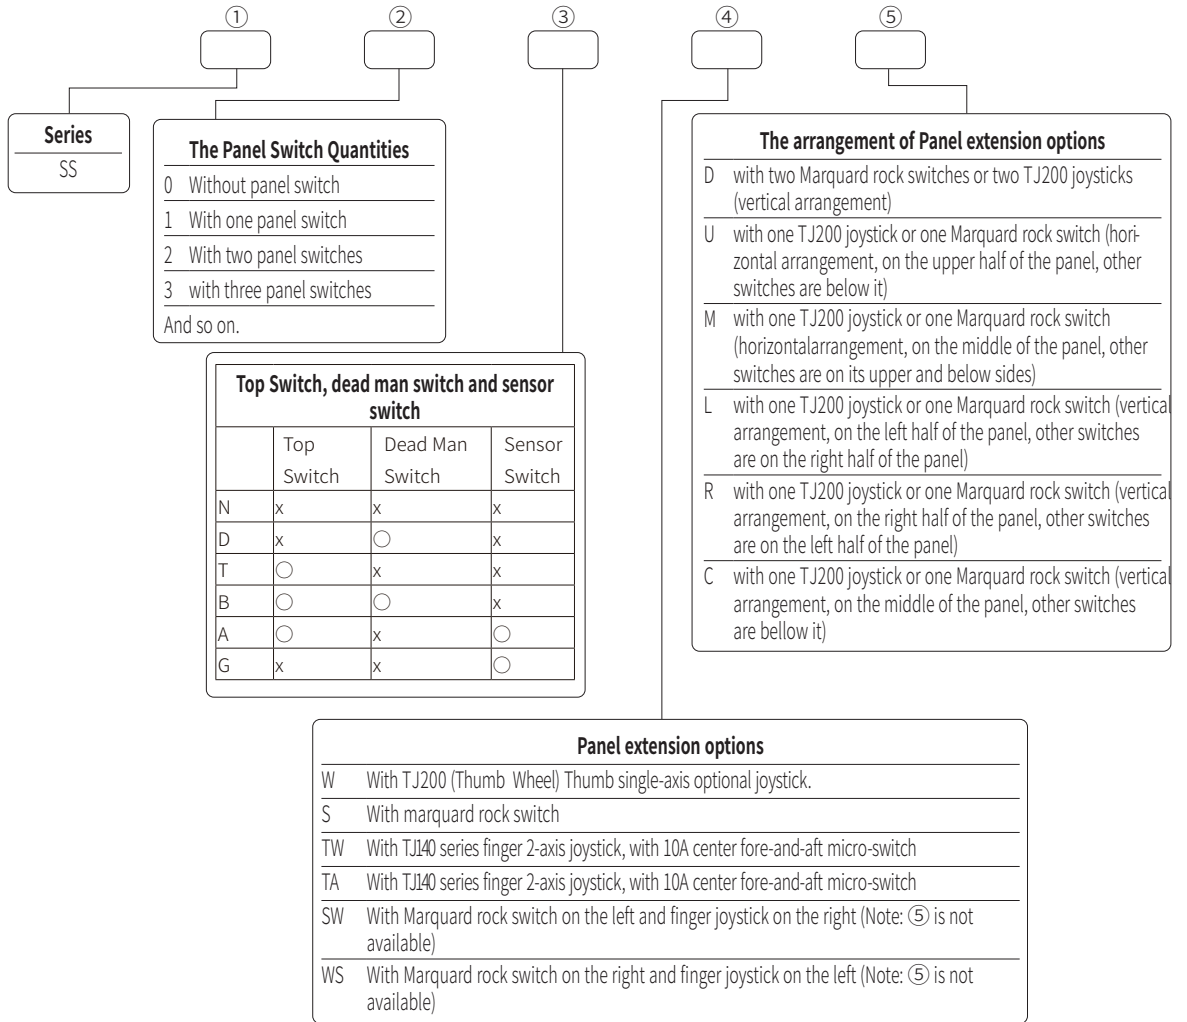 ① ② ③ ④ ⑤
Series
SS
The Panel Switch Quantities
0 Without panel switch
1 With one panel switch
2 With two panel switches
3 with three panel switches
And so on.
Top Switch, dead man switch and sensor
switch
Top Dead Man Sensor
Switch Switch Switch
N x x x
D x ○ x
T ○ x x
B ○ ○ x
A ○ x ○
G x x ○
The arrangement of Panel extension options
D with two Marquard rock switches or two TJ200 joysticks
(vertical arrangement)
U with one TJ200 joystick or one Marquard rock switch (hori-
zontal arrangement, on the upper half of the panel, other
switches are below it)
M with one TJ200 joystick or one Marquard rock switch
(horizontalarrangement, on the middle of the panel, other
switches are on its upper and below sides)
L with one TJ200 joystick or one Marquard rock switch (vertical
arrangement, on the left half of the panel, other switches
are on the right half of the panel)
R with one TJ200 joystick or one Marquard rock switch (vertical
arrangement, on the right half of the panel, other switches
are on the left half of the panel)
C with one TJ200 joystick or one Marquard rock switch (vertical
arrangement, on the middle of the panel, other switches
are bellow it)
Panel extension options
W With TJ200 (Thumb Wheel) Thumb single-axis optional joystick.
S With marquard rock switch
TW With TJ140 series finger 2-axis joystick, with 10A center fore-and-aft micro-switch
TA With TJ140 series finger 2-axis joystick, with 10A center fore-and-aft micro-switch
SW With Marquard rock switch on the left and finger joystick on the right (Note: ⑤ is not
available)
WS With Marquard rock switch on the right and finger joystick on the left (Note: ⑤ is not
available)